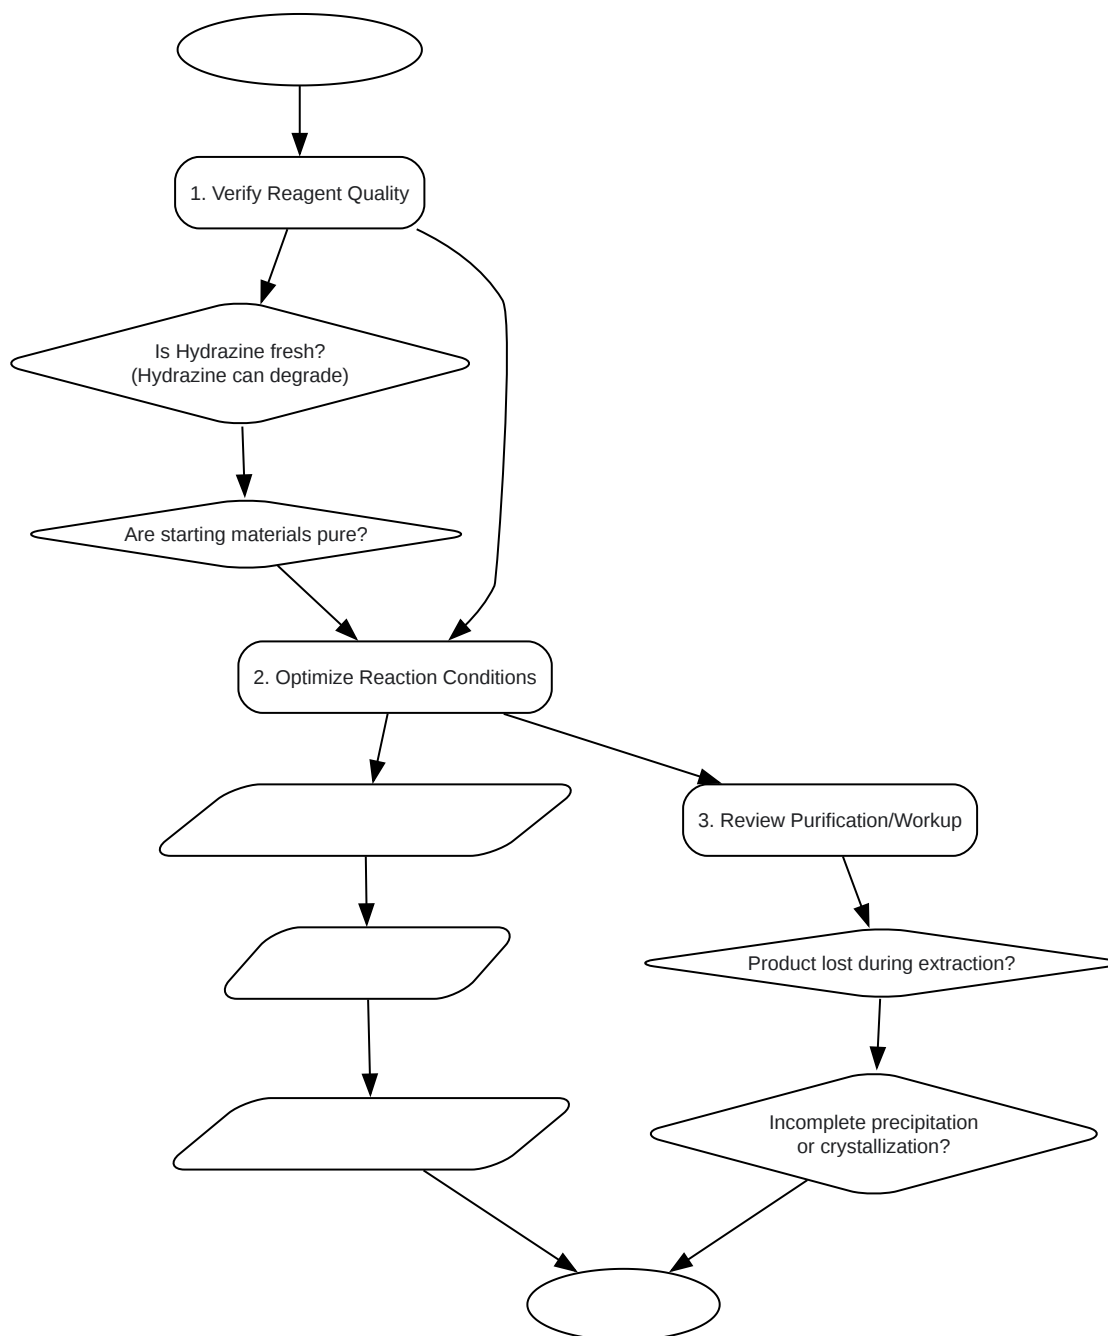 1. Verify Reagent Quality
Is Hydrazine fresh?
(Hydrazine can degrade)
Are starting materials pure?
2. Optimize Reaction Conditions
3. Review Purification/Workup
Product lost during extraction?
Incomplete precipitation
or crystallization?